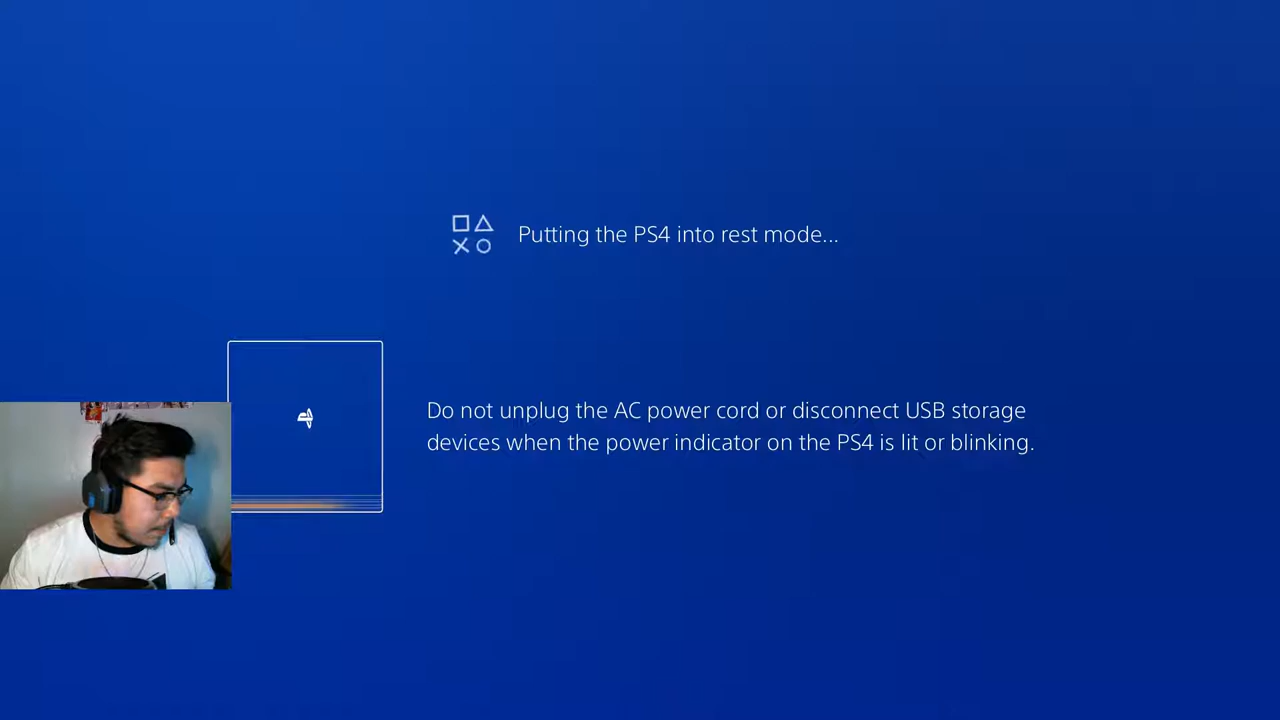 Putting the PS4 into rest mode...
Do not unplug the AC power cord or disconnect USB storage
devices when the power indicator on the PS4 is lit or blinking.